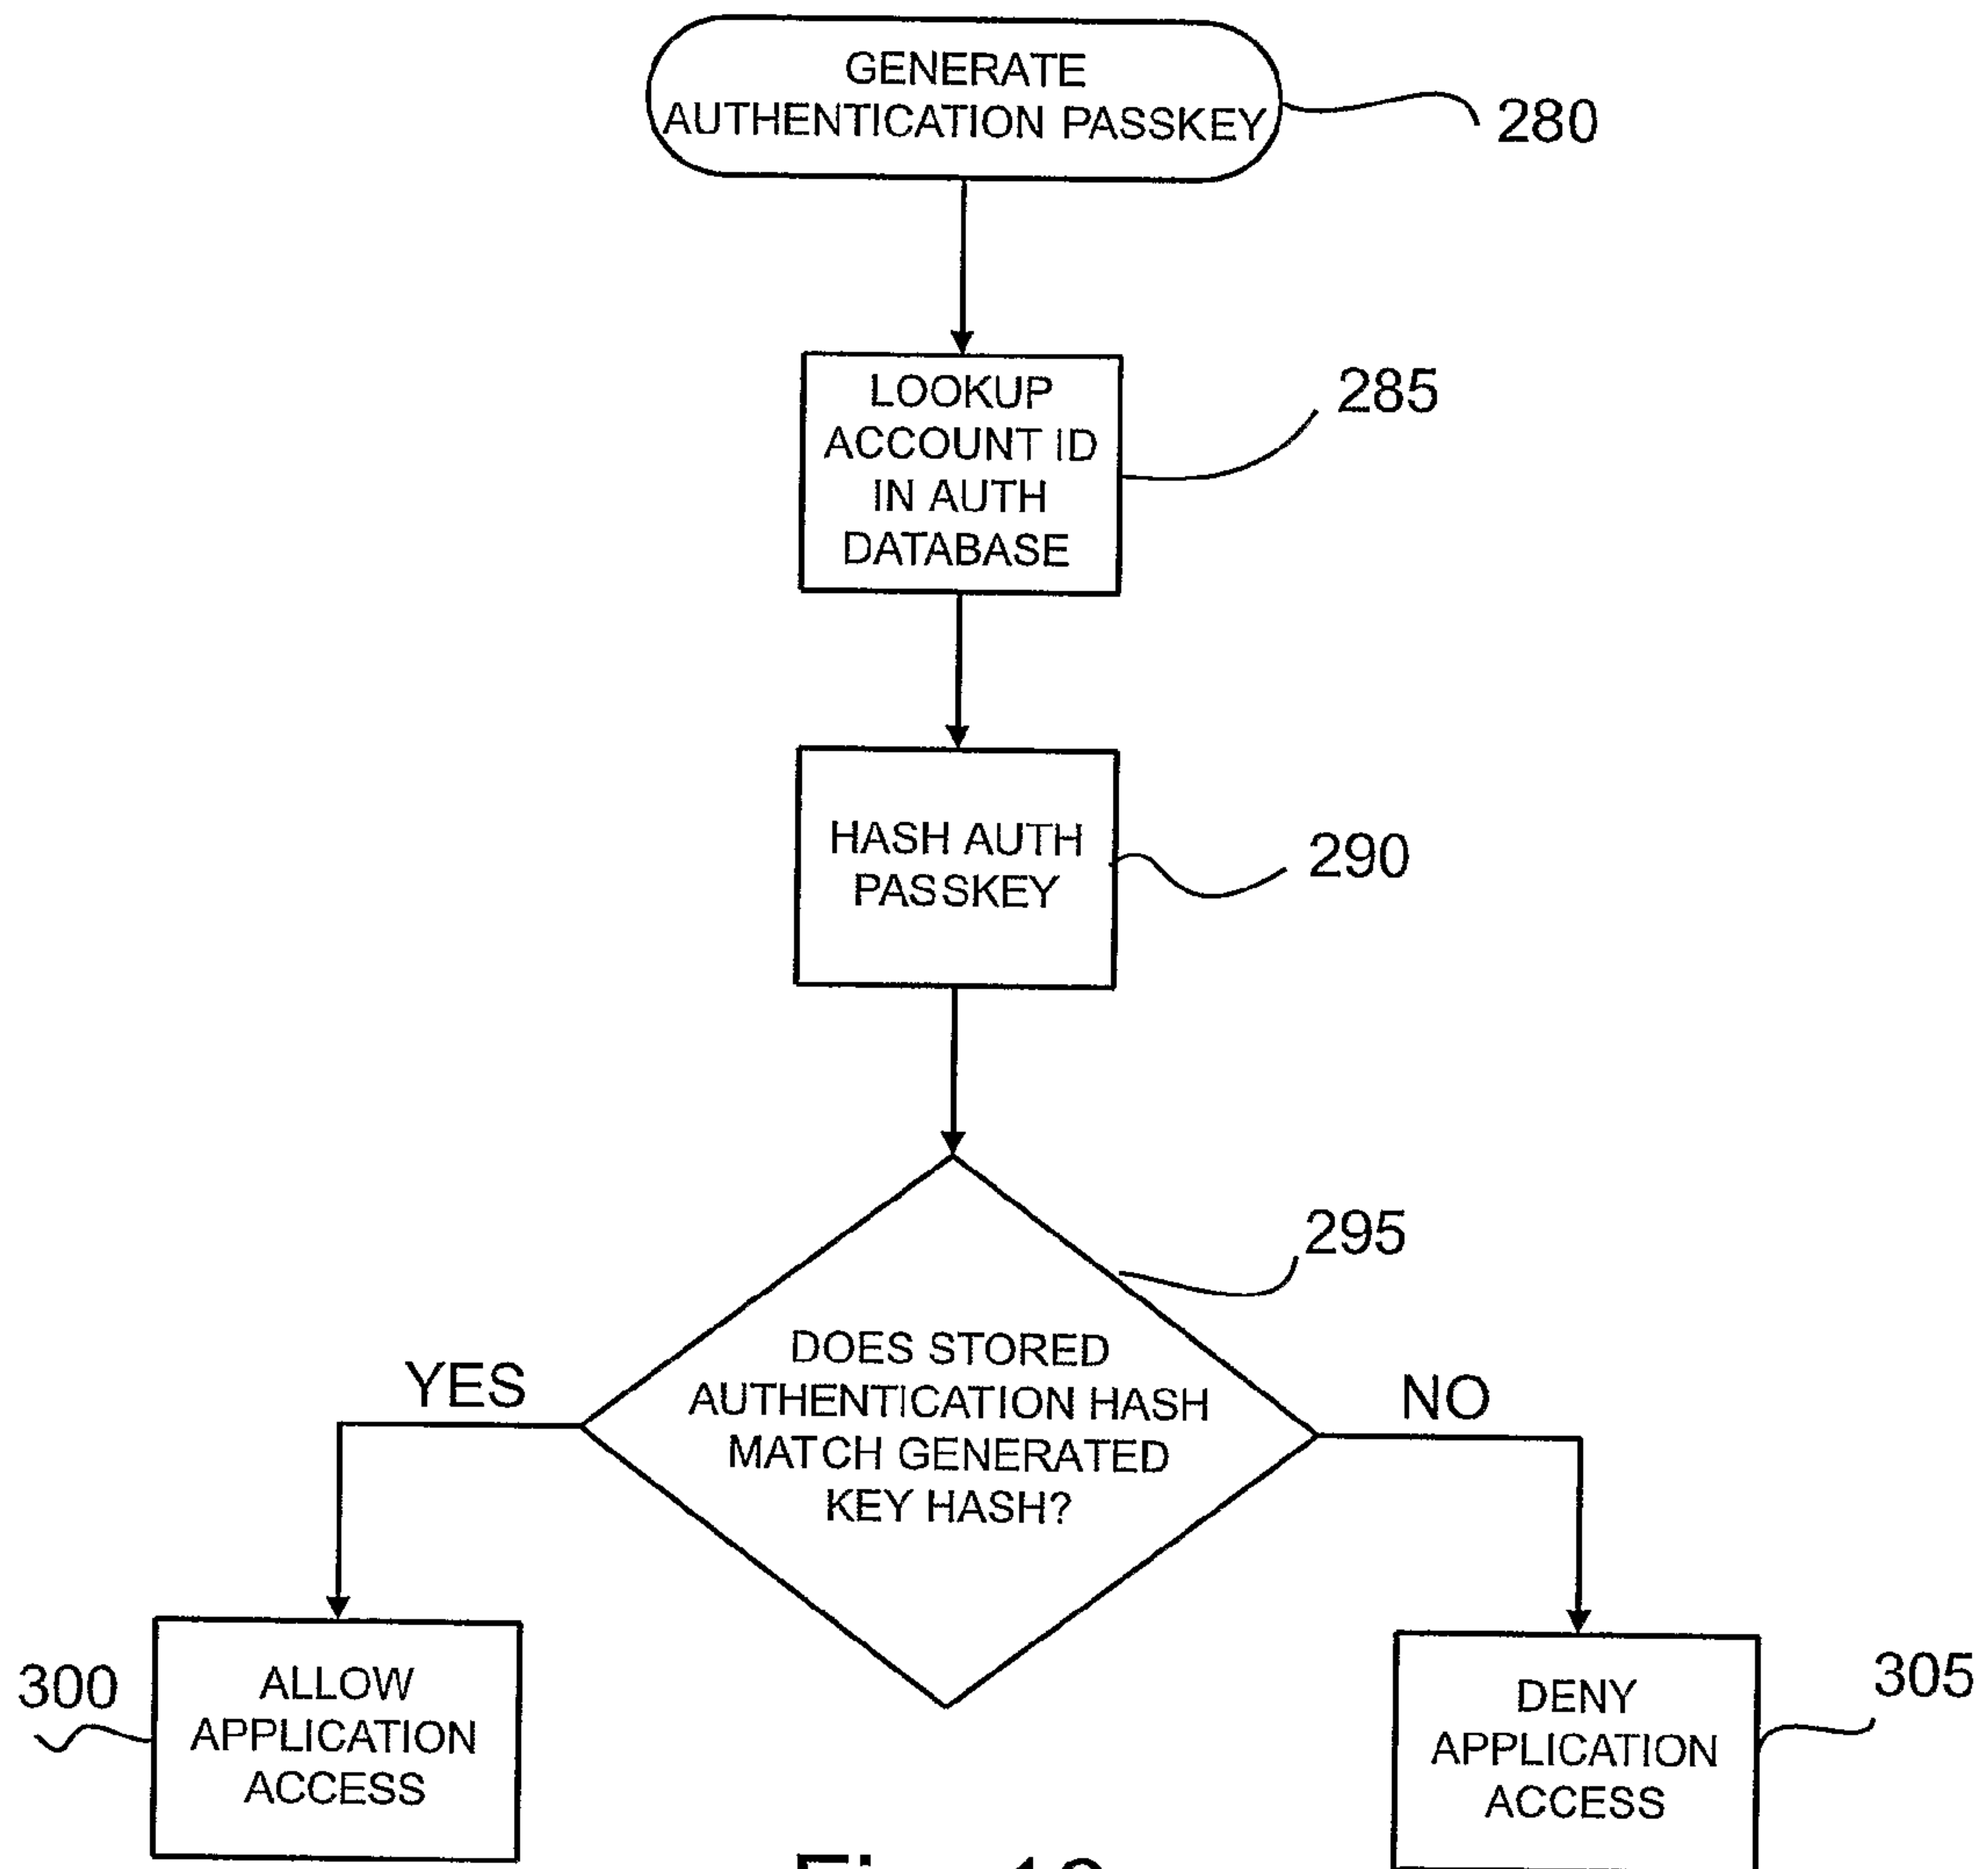 GENERATE
AUTHENTICATION PASSKEY
280
LOOKUP
ACCOUNT ID
IN AUTH
DATABASE
285
HASH AUTH
PASSKEY
290
295
DOES STORED
AUTHENTICATION HASH
MATCH GENERATED
KEY HASH?
YES
NO
300
ALLOW
APPLICATION
ACCESS
DENY
APPLICATION
ACCESS
305